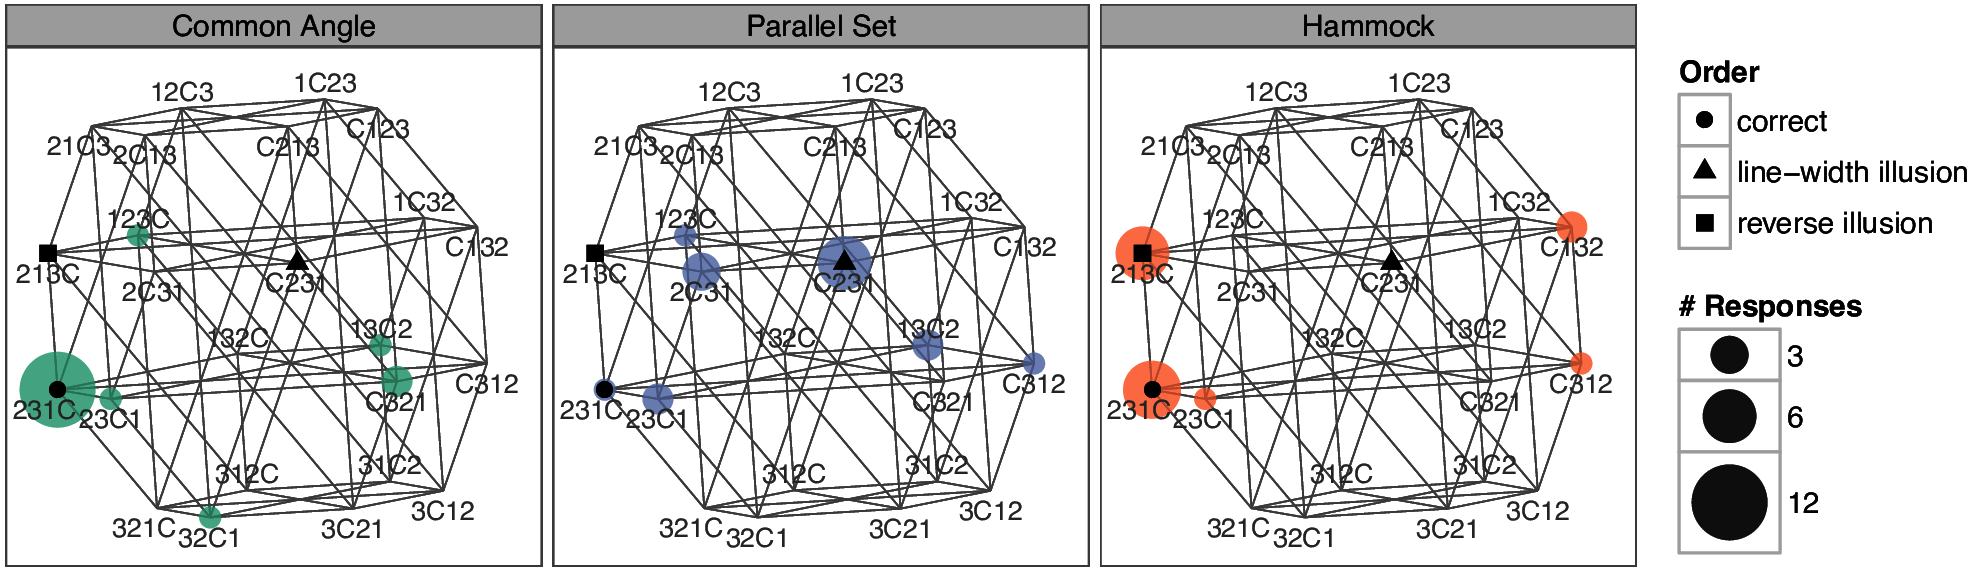 Common Angle
12C3
1C23
21C3
2C13
C213
C123
123C
1C32
C132
213C
2C31
C231
132C
13C2
C312
231C
23C1
C321
312C
31C2
321C
32C1
3C21
3C12
Parallel Set
12C3
1C23
21C3
2C13
C213
C123
123C
1C32
C132
213C
2C31
C231
132C
13C2
C312
231C
23C1
C321
312C
31C2
321C
32C1
3C21
3C12
Hammock
12C3
1C23
21C3
2C13
C213
C123
123C
1C32
C132
213C
2C31
C231
132C
13C2
C312
231C
23C1
C321
312C
31C2
321C
32C1
3C21
3C12
Order
correct
line-width illusion
reverse illusion
# Responses
3
6
12